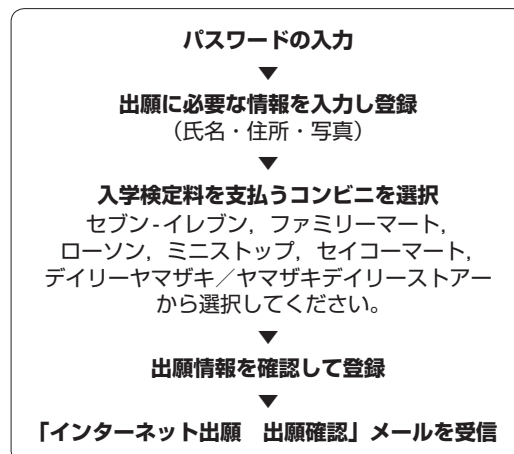 パスワードの入力
▼
出願に必要な情報を入力し登録
（氏名・住所・写真）
▼
入学検定料を支払うコンビニを選択
セブン-イレブン，ファミリーマート，
ローソン，ミニストップ，セイコーマート，
デイリーヤマザキ／ヤマザキデイリーストアー
から選択してください。
▼
出願情報を確認して登録
▼
「インターネット出願　出願確認」メールを受信